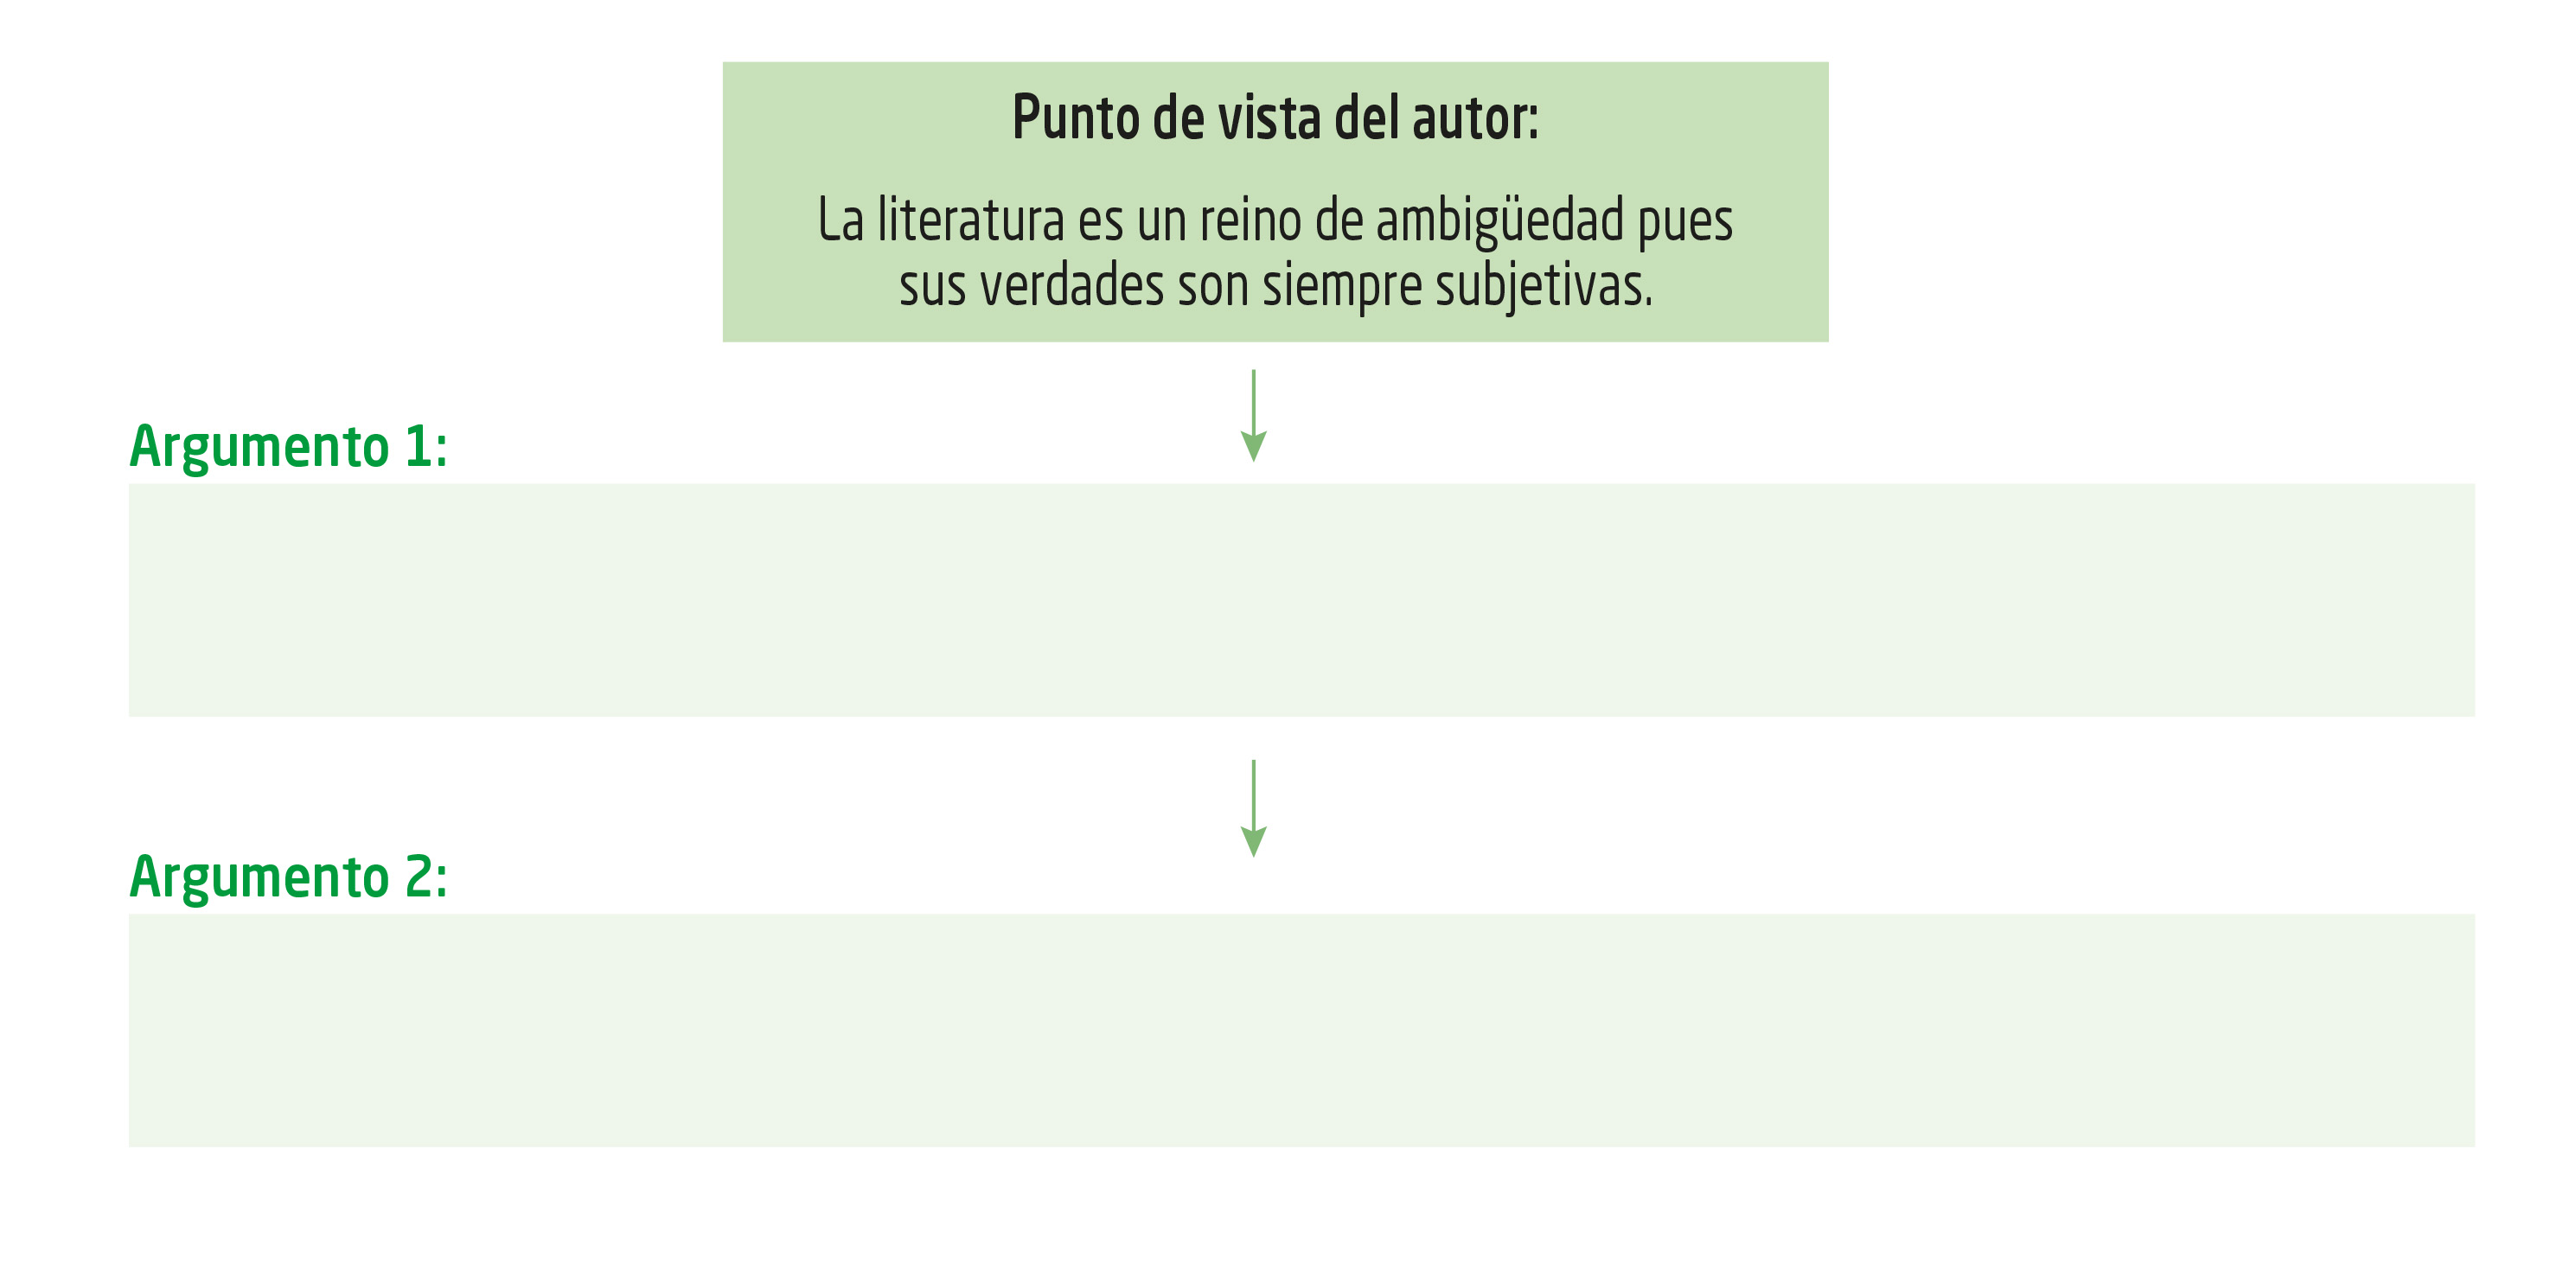 Punto de vista del autor:
La literatura es un reino de ambigüedad pues
sus verdades son siempre subjetivas.
Argumento 1:
Argumento 2: